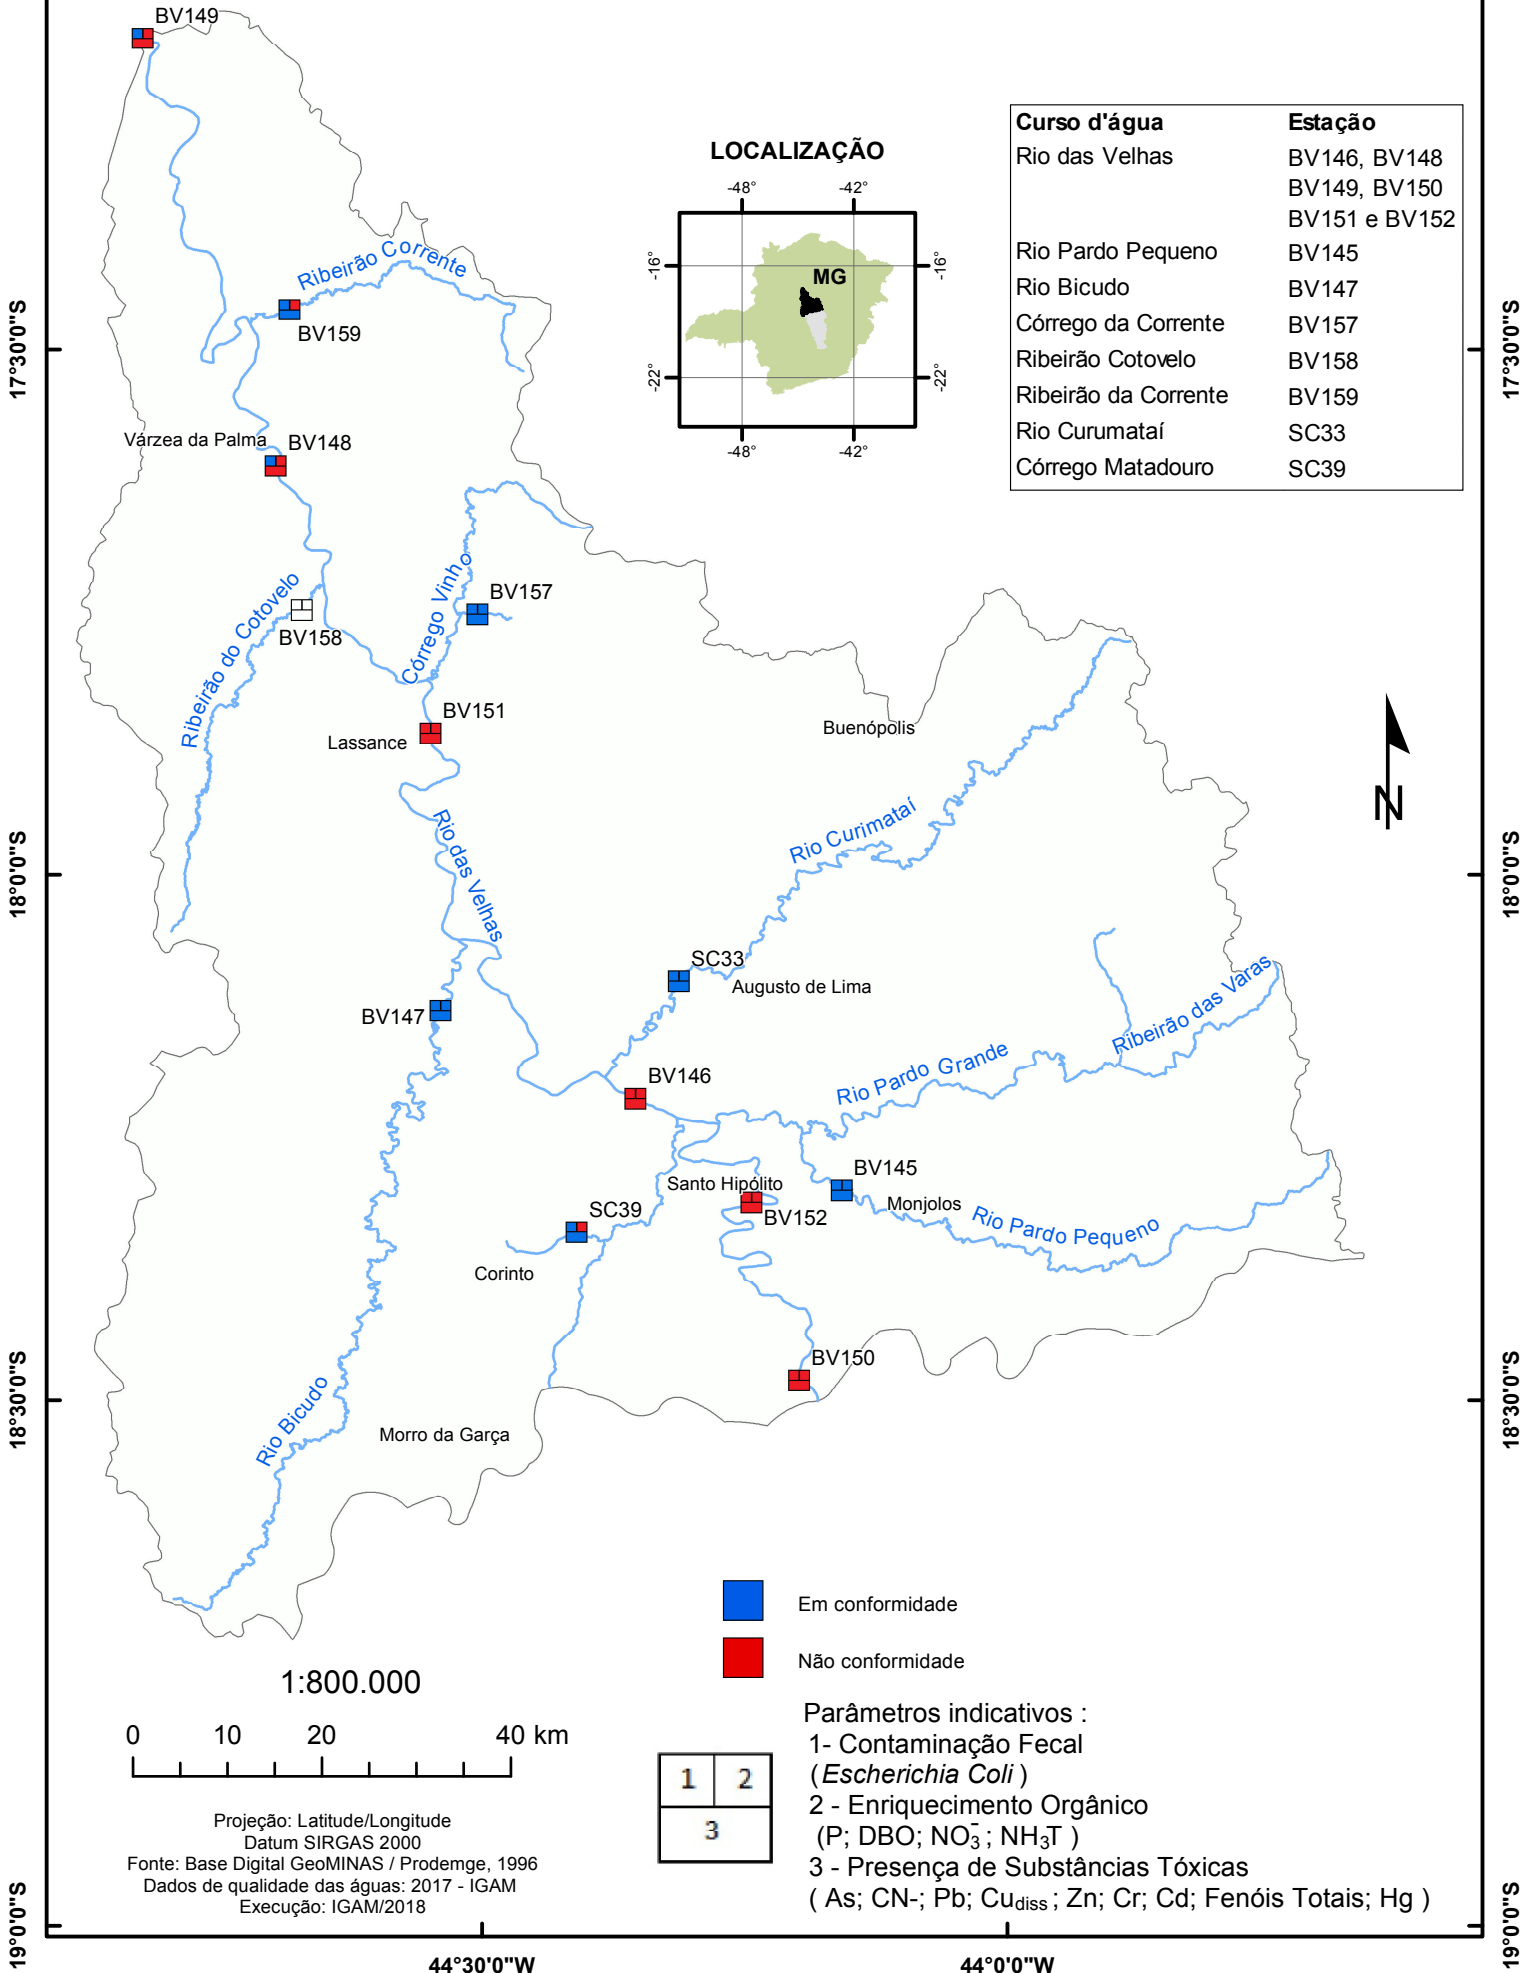 BV149
LOCALIZAÇÃO
-48°
-42°
-16°
-16°
MG
-22°
-22°
-48°
-42°
Curso d'água Estação
Rio das Velhas BV146, BV148
BV149, BV150
BV151 e BV152
Rio Pardo Pequeno BV145
Rio Bicudo BV147
Córrego da Corrente BV157
Ribeirão Cotovelo BV158
Ribeirão da Corrente BV159
Rio Curumataí SC33
Córrego Matadouro SC39
Ribeirão Corrente
BV159
17°30'0"S
17°30'0"S
Várzea da Palma
BV148
Ribeirão do Cotovelo
BV158
Córrego Vinho
BV157
BV151
Lassance
Buenópolis
N
Rio das Velhas
Rio Curimataí
18°0'0"S
18°0'0"S
SC33
Augusto de Lima
BV147
Ribeirão das Varas
Rio Pardo Grande
BV146
BV145
Santo Hipólito
Monjolos
BV152
Rio Pardo Pequeno
SC39
Corinto
BV150
18°30'0"S
18°30'0"S
Rio Bicudo
Morro da Garça
Em conformidade
Não conformidade
1:800.000
0 10 20 40 km
Projeção: Latitude/Longitude
Datum SIRGAS 2000
Fonte: Base Digital GeoMINAS / Prodemge, 1996
Dados de qualidade das águas: 2017 - IGAM
Execução: IGAM/2018
1 2
3
Parâmetros indicativos :
1- Contaminação Fecal
(Escherichia Coli )
2 - Enriquecimento Orgânico
(P; DBO; NO₃⁻; NH₃T )
3 - Presença de Substâncias Tóxicas
( As; CN-; Pb; Cudiss ; Zn; Cr; Cd; Fenóis Totais; Hg )
19°0'0"S
19°0'0"S
44°30'0"W
44°0'0"W